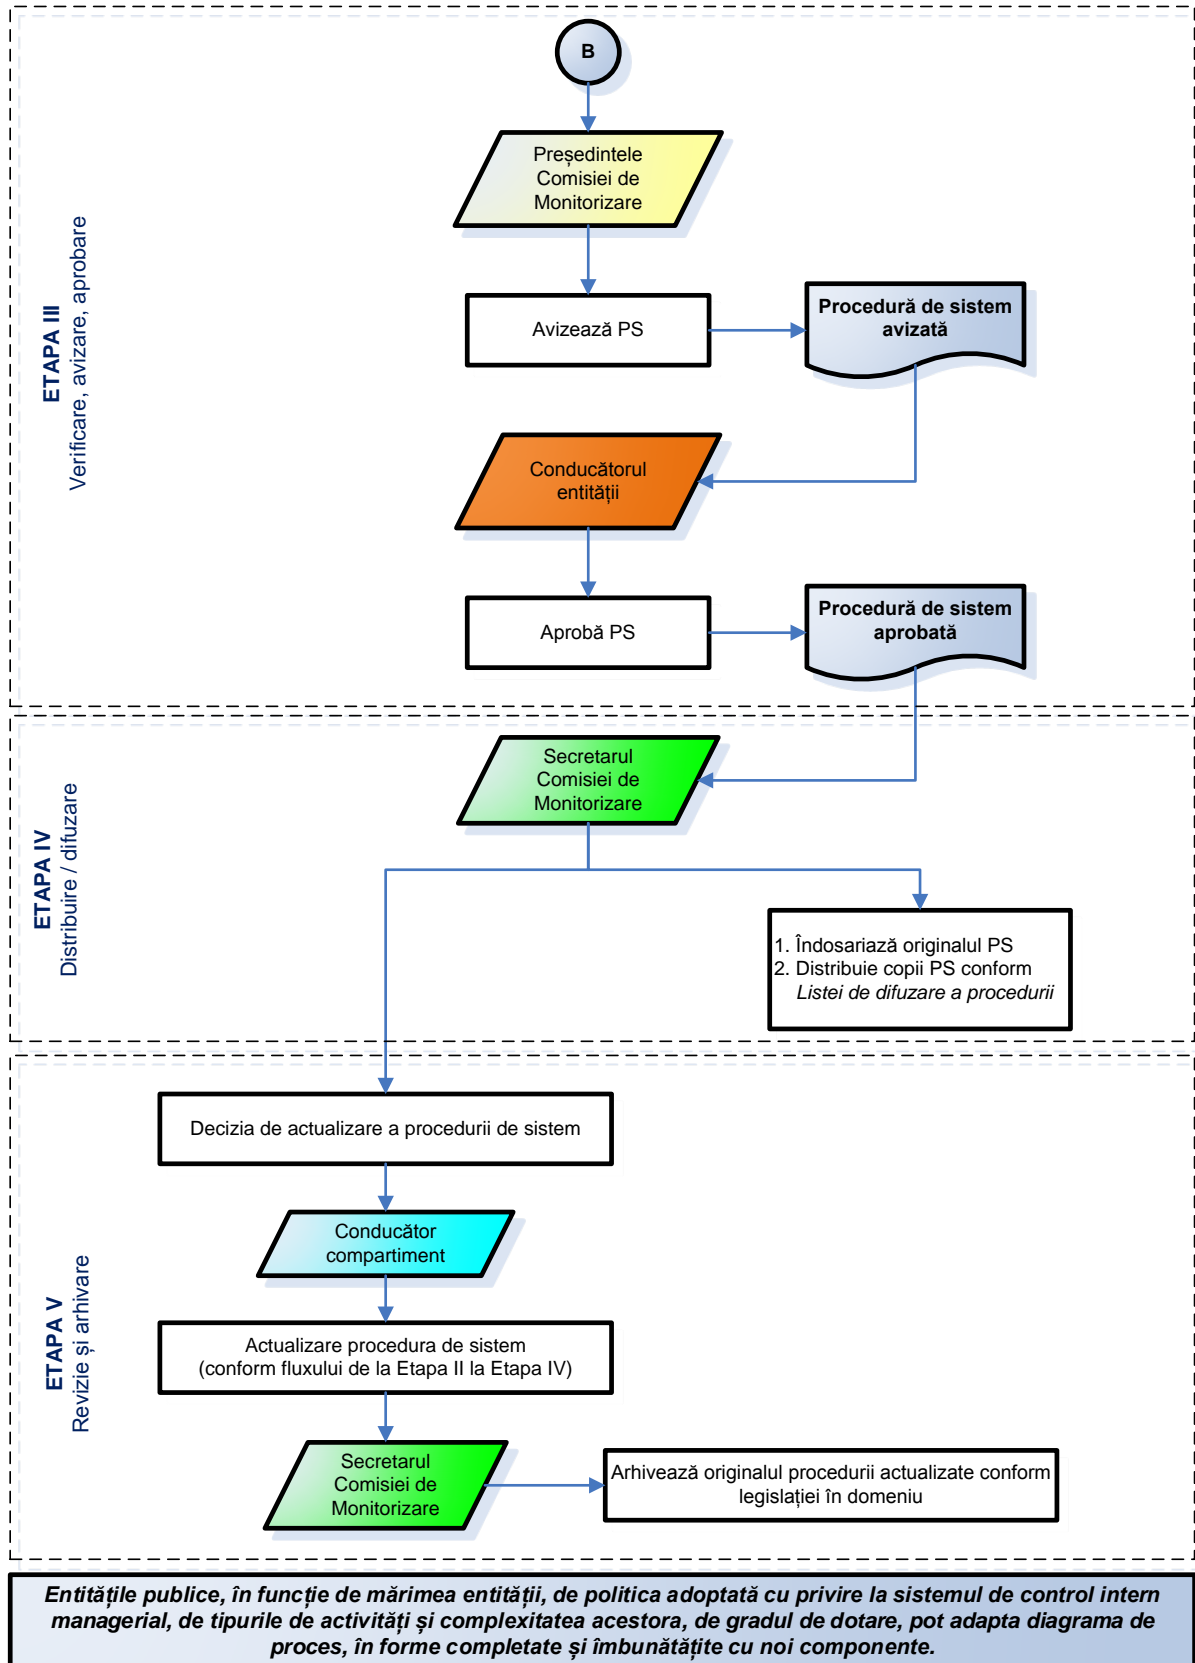 B
Președintele
Comisiei de
Monitorizare
Avizează PS
Procedură de sistem
avizată
Conducătorul
entității
Aprobă PS
Procedură de sistem
aprobată
ETAPA III
Verificare, avizare, aprobare
Secretarul
Comisiei de
Monitorizare
1. Îndosariază originalul PS
2. Distribuie copii PS conform
Listei de difuzare a procedurii
ETAPA IV
Distribuire / difuzare
Decizia de actualizare a procedurii de sistem
Conducător
compartiment
Actualizare procedura de sistem
(conform fluxului de la Etapa II la Etapa IV)
Secretarul
Comisiei de
Monitorizare
Arhivează originalul procedurii actualizate conform
legislației în domeniu
ETAPA V
Revizie și arhivare
Entitățile publice, în funcție de mărimea entității, de politica adoptată cu privire la sistemul de control intern
managerial, de tipurile de activități și complexitatea acestora, de gradul de dotare, pot adapta diagrama de
proces, în forme completate și îmbunătățite cu noi componente.